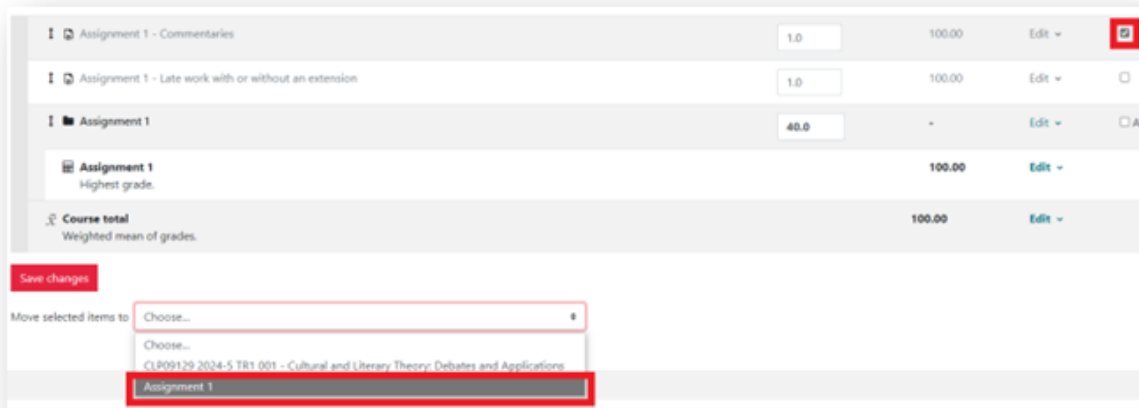 Assignment 1 - Commentaries 1.0 100.00 Edit
Assignment 1 - Late work with or without an extension 1.0 100.00 Edit
Assignment 1 40.0 - Edit A
Assignment 1 100.00 Edit
Highest grade.
Course total 100.00 Edit
Weighted mean of grades.
Save changes
Move selected items to Choose...
Choose...
CLP09129 2024-5 TR1 001 - Cultural and Literary Theory: Debates and Applications
Assignment 1